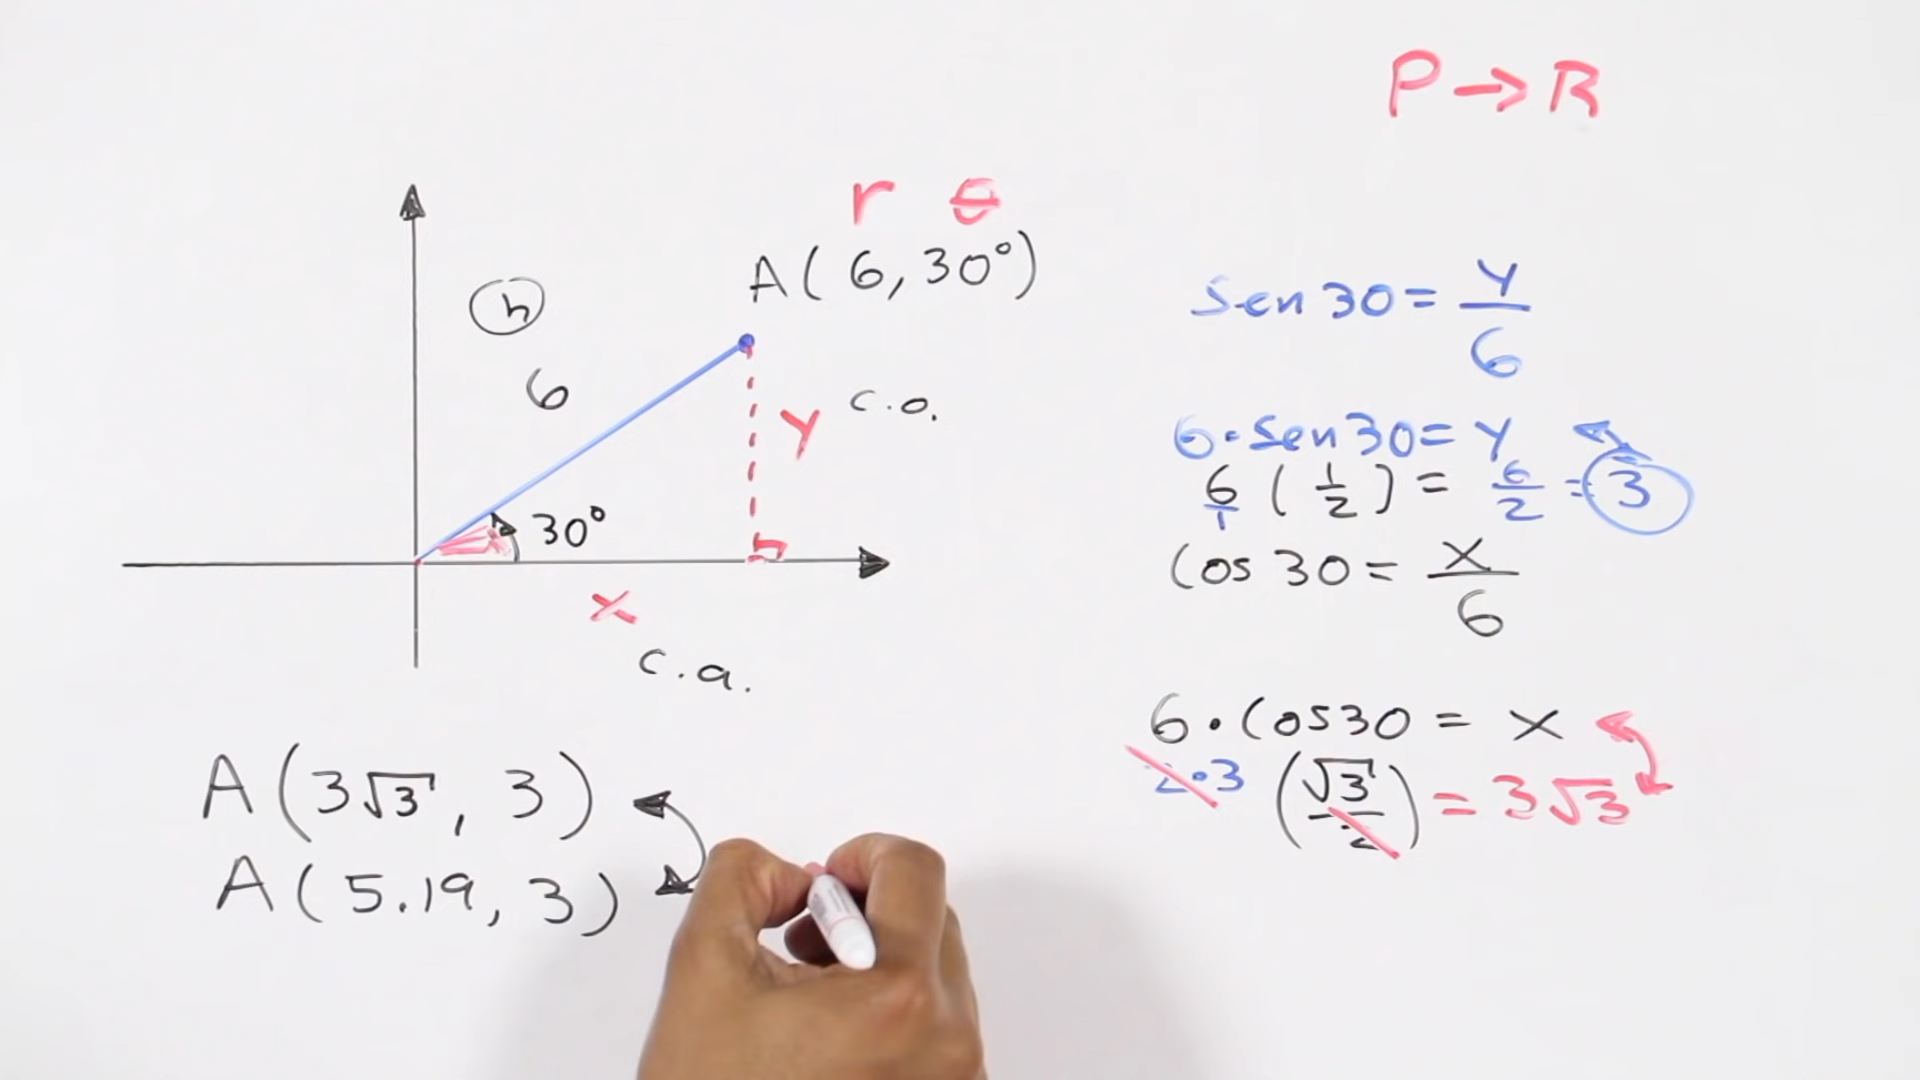 P → R
r θ
A( 6, 30°)
h
6
y c.o.
30°
x
c.a.
A(3√3, 3)
A(5.19, 3)
Sen 30 = y/6
6·Sen 30 = y
6/1 (1/2) = 6/2 = 3
Cos 30 = x/6
6·Cos30 = x
2·3 (√3/2) = 3√3